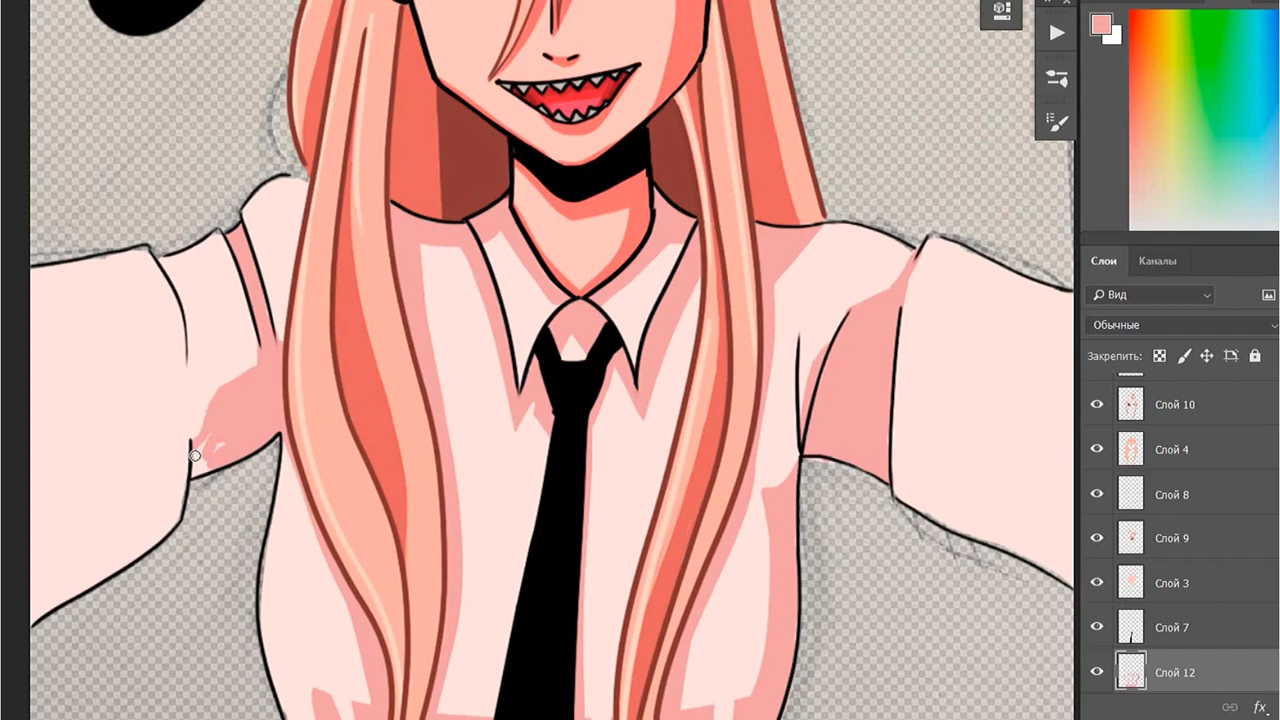 Слои Каналы
Вид
Обычные
Закрепить:
Слой 10
Слой 4
Слой 8
Слой 9
Слой 3
Слой 7
Слой 12
fx